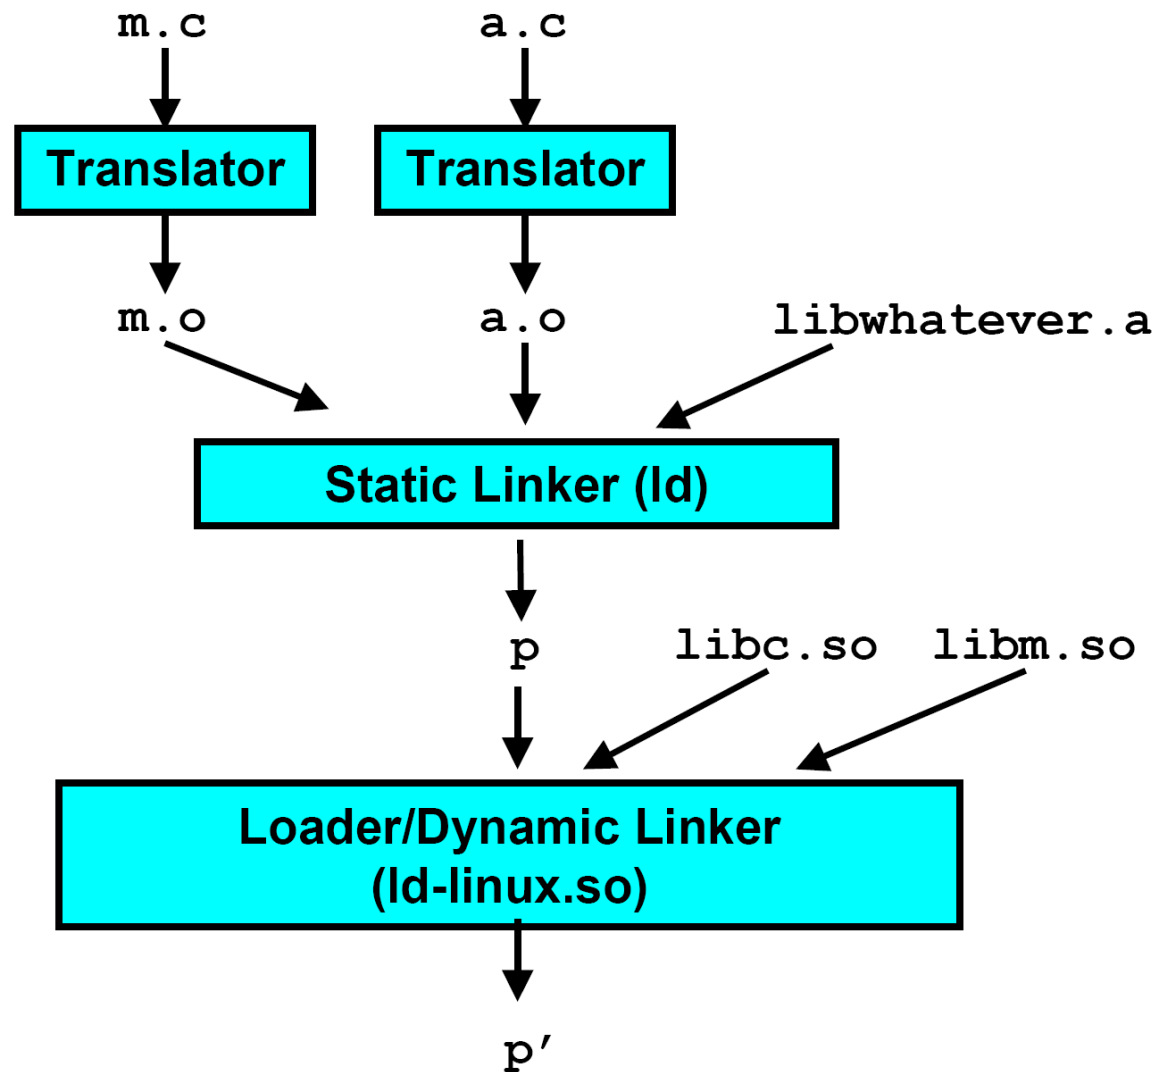 m.c a.c
Translator Translator
m.o a.o libwhatever.a
Static Linker (ld)
p libc.so libm.so
Loader/Dynamic Linker
(ld-linux.so)
p’